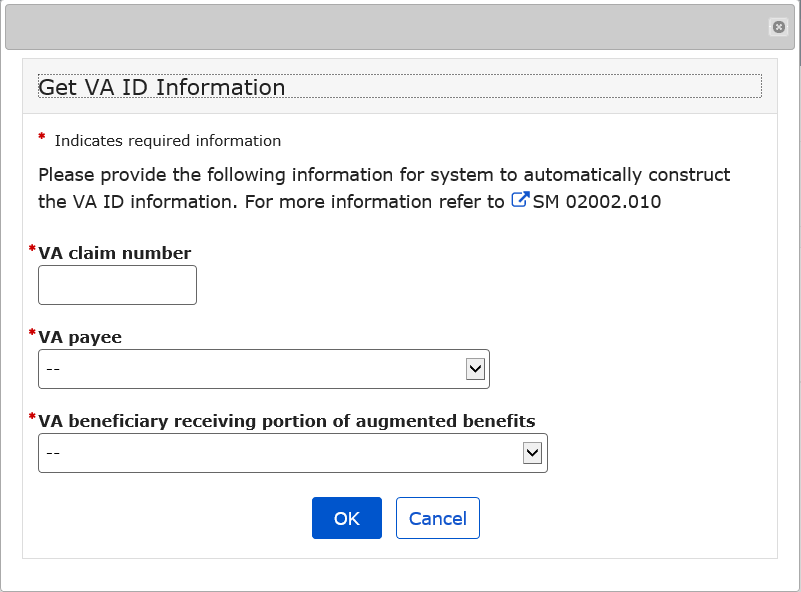 Get VA ID Information
* Indicates required information
Please provide the following information for system to automatically construct
the VA ID information. For more information refer to SM 02002.010
*VA claim number
*VA payee
--
*VA beneficiary receiving portion of augmented benefits
--
OK Cancel